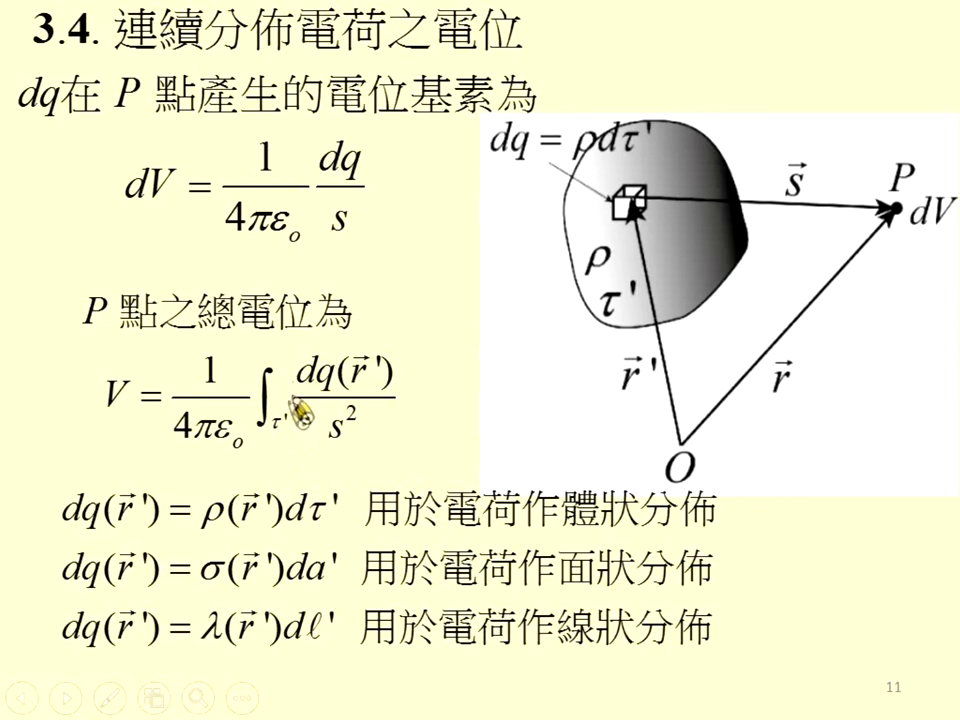 3.4. 連續分佈電荷之電位
dq在 P 點產生的電位基素為
dV = 1/(4πε₀) dq/s
P 點之總電位為
V = 1/(4πε₀) ∫τ' dq(r⃗ ')/s²
dq(r⃗ ') = ρ(r⃗ ')dτ' 用於電荷作體狀分佈
dq(r⃗ ') = σ(r⃗ ')da' 用於電荷作面狀分佈
dq(r⃗ ') = λ(r⃗ ')dℓ' 用於電荷作線狀分佈
dq = ρdτ'
s⃗
P
dV
ρ
τ'
r⃗ '
r⃗
O
11